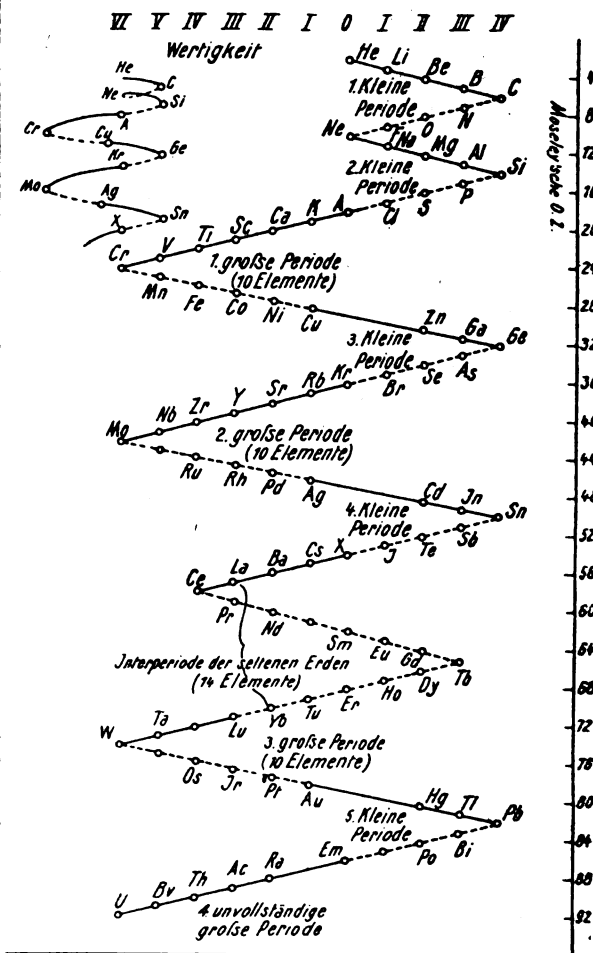 VI V IV III II I 0 I II III IV
Wertigkeit
He Li Be B C
He C
Ne Si
1. Kleine
Periode
F O N
Cr A
Cu Ge
Kr
Ne Na Mg Al Si
2. Kleine
Periode
Cl S P
Mo
Ag Sn
X
Cr V Ti Sc Ca K A
1. große Periode
(10 Elemente)
Mn Fe Co Ni Cu Zn Ga Ge
3. Kleine
Periode
Br Se As
Mo Nb Zr Y Sr Rb Kr
2. große Periode
(10 Elemente)
Ru Rh Pd Ag Cd Jn Sn
4. Kleine
Periode
J Te Sb
Ce La Ba Cs X
Pr Nd Sm Eu Gd Tb
Interperiode der seltenen Erden
(14 Elemente)
Yb Tu Er Ho Dy
W Ta Lu
3. große Periode
(10 Elemente)
Os Jr Pt Au Hg Tl Pb
5. Kleine
Periode
Po Bi
U Bv Th Ac Ra Em
4. unvollständige
große Periode
Moseley'sche O. Z.
4
8
12
16
20
24
28
32
36
40
44
48
52
56
60
64
68
72
76
80
84
88
92